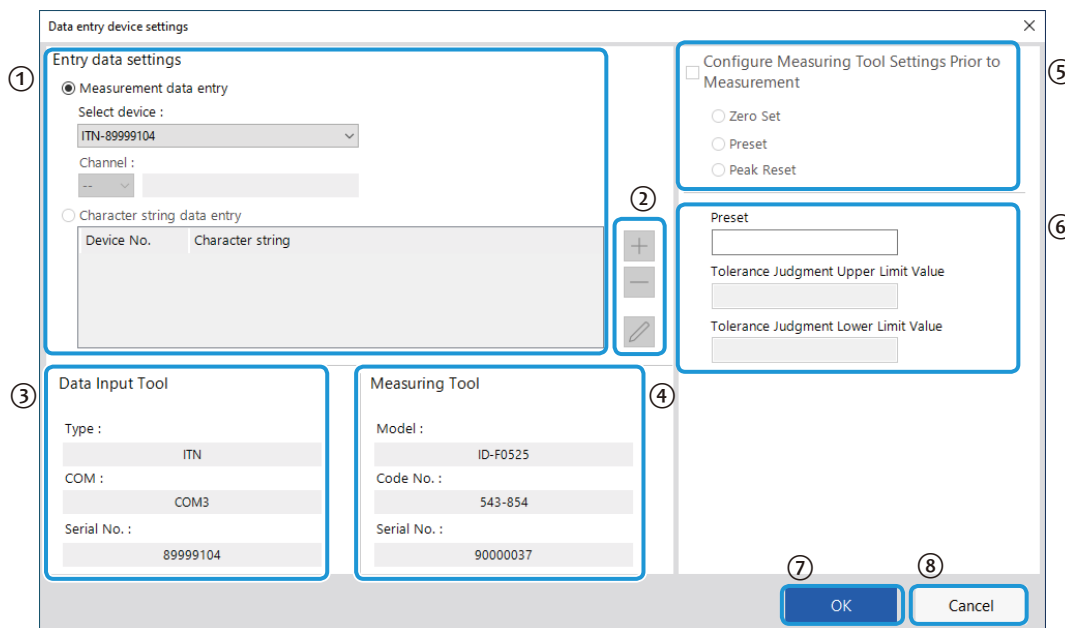 Data entry device settings
①
Entry data settings
Measurement data entry
Select device :
ITN-89999104
Channel :
--
Character string data entry
Device No. Character string
②
⑤
Configure Measuring Tool Settings Prior to
Measurement
Zero Set
Preset
Peak Reset
⑥
Preset
Tolerance Judgment Upper Limit Value
Tolerance Judgment Lower Limit Value
③
Data Input Tool
Type :
ITN
COM :
COM3
Serial No. :
89999104
④
Measuring Tool
Model :
ID-F0525
Code No. :
543-854
Serial No. :
90000037
⑦
OK
⑧
Cancel